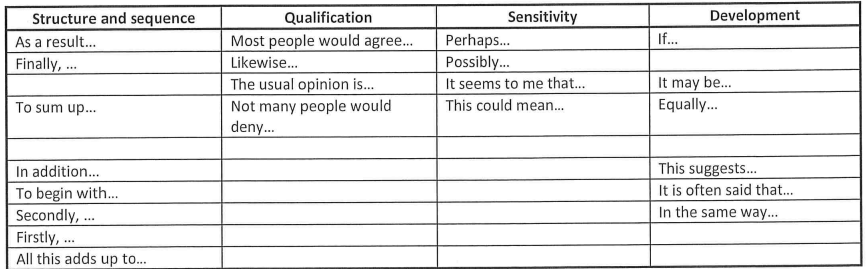 Structure and sequence Qualification Sensitivity Development
As a result... Most people would agree... Perhaps... If...
Finally, ... Likewise... Possibly...
The usual opinion is... It seems to me that... It may be...
To sum up... Not many people would This could mean... Equally...
deny...
In addition... This suggests...
To begin with... It is often said that...
Secondly, ... In the same way...
Firstly, ...
All this adds up to...